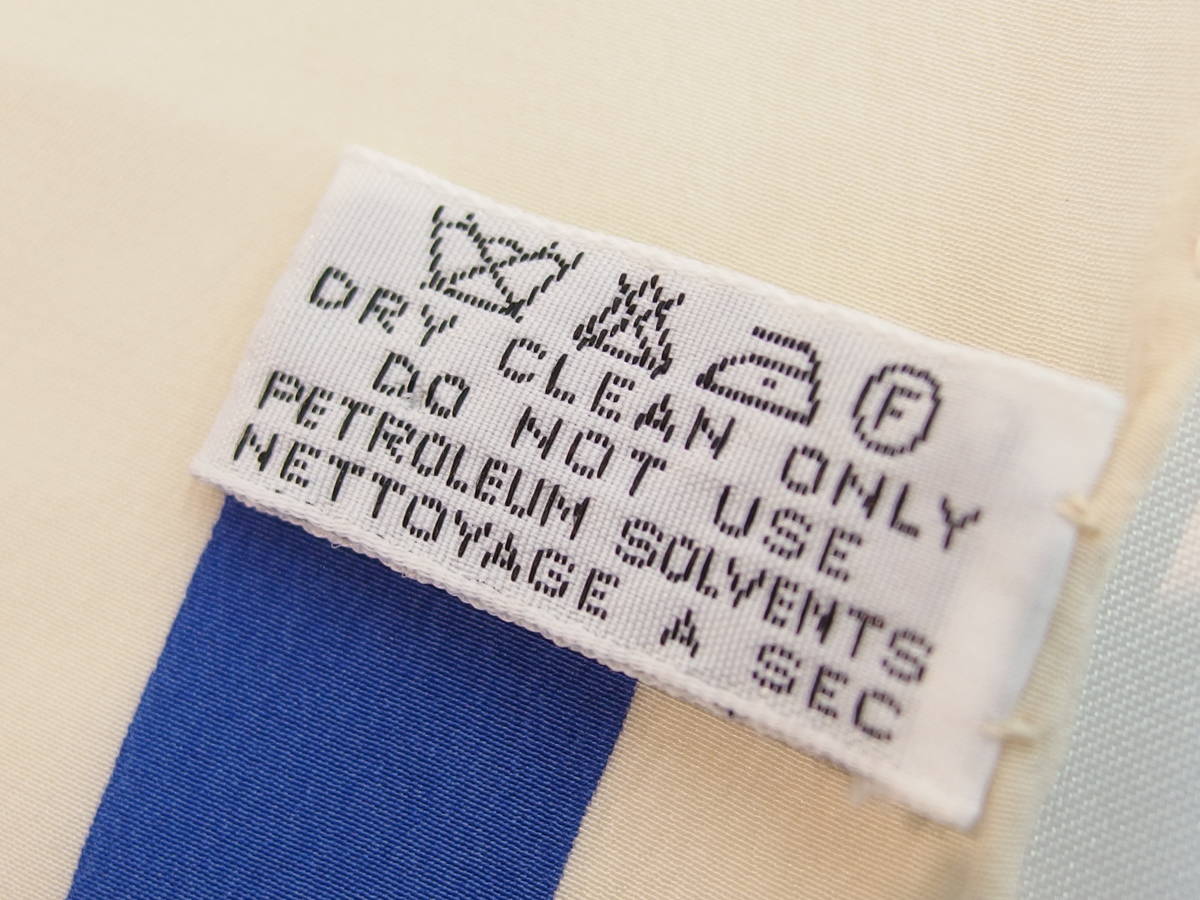 F
DRY CLEAN ONLY
DO NOT USE
PETROLEUM SOLVENTS
NETTOYAGE A SEC